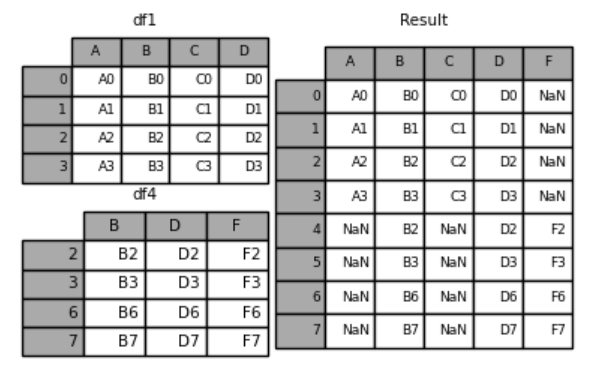 df1
A B C D
0 A0 B0 C0 D0
1 A1 B1 C1 D1
2 A2 B2 C2 D2
3 A3 B3 C3 D3
df4
B D F
2 B2 D2 F2
3 B3 D3 F3
6 B6 D6 F6
7 B7 D7 F7
Result
A B C D F
0 A0 B0 C0 D0 NaN
1 A1 B1 C1 D1 NaN
2 A2 B2 C2 D2 NaN
3 A3 B3 C3 D3 NaN
4 NaN B2 NaN D2 F2
5 NaN B3 NaN D3 F3
6 NaN B6 NaN D6 F6
7 NaN B7 NaN D7 F7